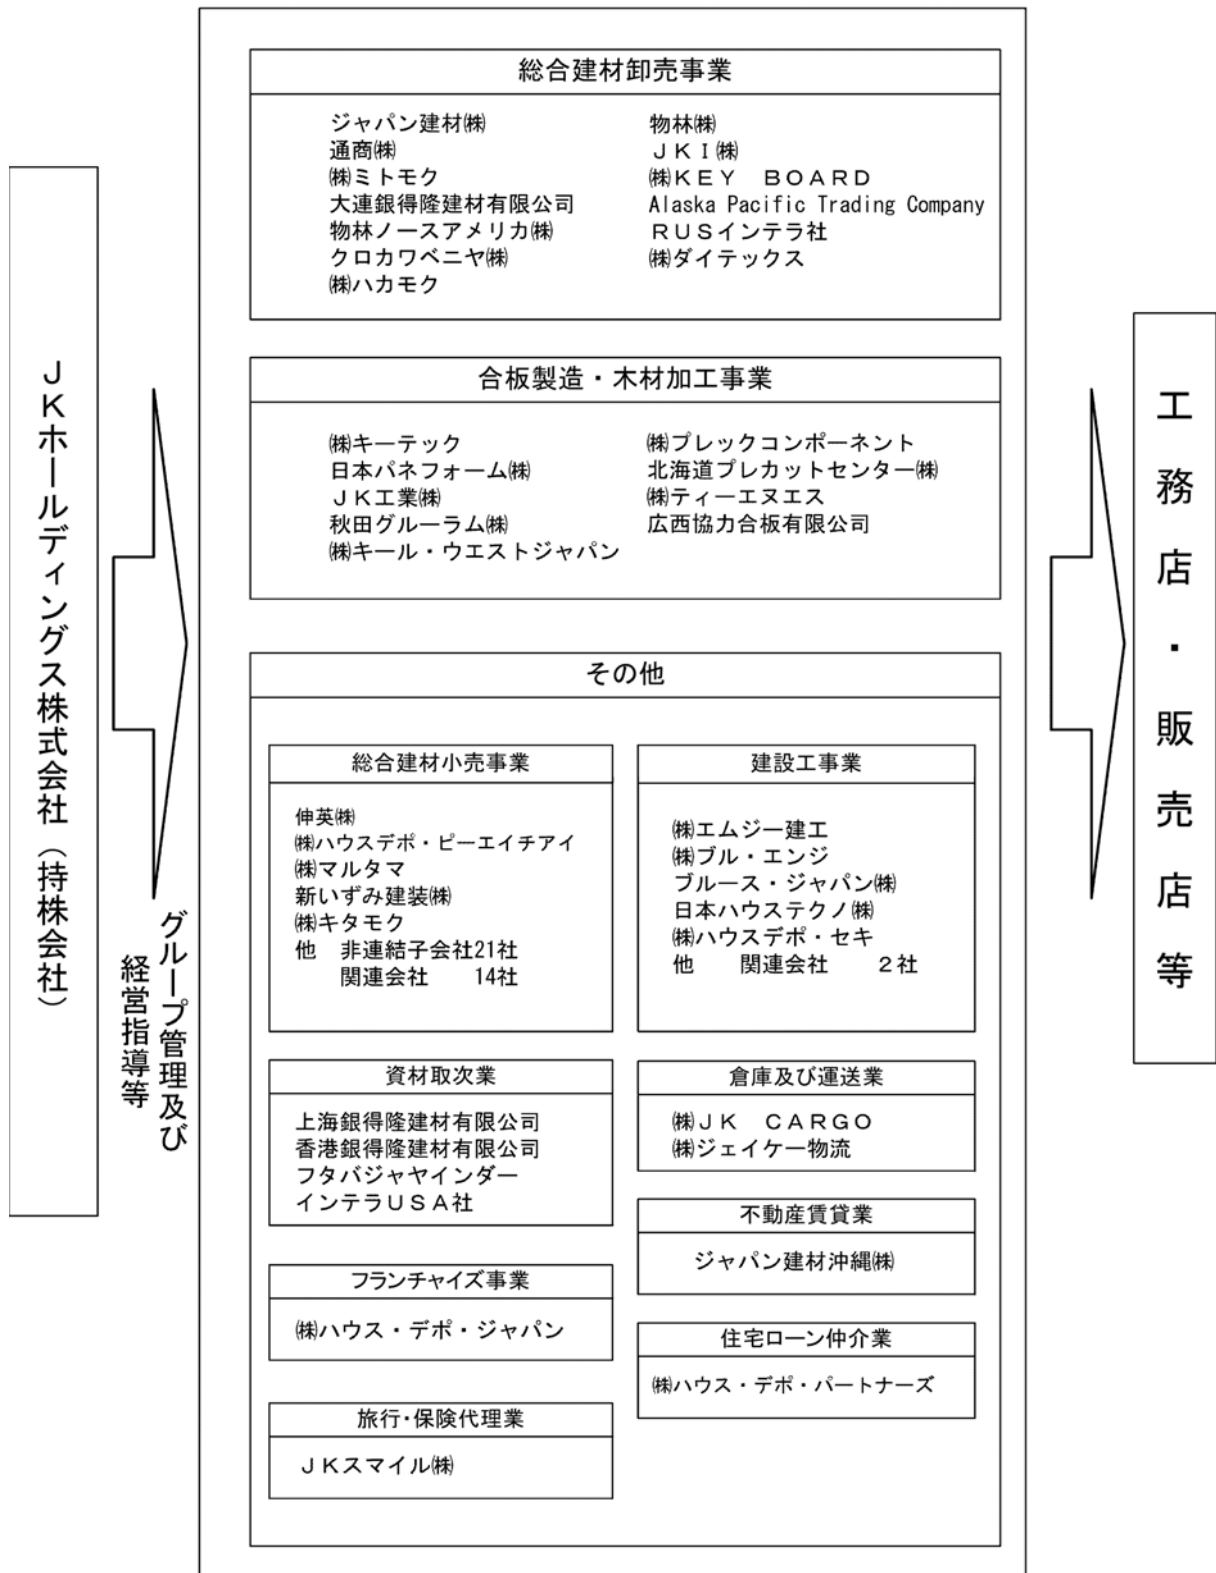 JKホールディングス株式会社（持株会社）
グループ管理及び
経営指導等
総合建材卸売事業
ジャパン建材㈱
通商㈱
㈱ミトモク
大連銀得隆建材有限公司
物林ノースアメリカ㈱
クロカワベニヤ㈱
㈱ハカモク
物林㈱
ＪＫＩ㈱
㈱ＫＥＹ　ＢＯＡＲＤ
Alaska Pacific Trading Company
ＲＵＳインテラ社
㈱ダイテックス
合板製造・木材加工事業
㈱キーテック
日本パネフォーム㈱
ＪＫ工業㈱
秋田グルーラム㈱
㈱キール・ウエストジャパン
㈱プレックコンポーネント
北海道プレカットセンター㈱
㈱ティーエヌエス
広西協力合板有限公司
その他
総合建材小売事業
伸英㈱
㈱ハウスデポ・ピーエイチアイ
㈱マルタマ
新いずみ建装㈱
㈱キタモク
他　非連結子会社21社
関連会社　14社
建設工事業
㈱エムジー建工
㈱ブル・エンジ
ブルース・ジャパン㈱
日本ハウステクノ㈱
㈱ハウスデポ・セキ
他　関連会社　２社
資材取次業
上海銀得隆建材有限公司
香港銀得隆建材有限公司
フタバジャヤインダー
インテラＵＳＡ社
倉庫及び運送業
㈱ＪＫ　ＣＡＲＧＯ
㈱ジェイケー物流
不動産賃貸業
ジャパン建材沖縄㈱
フランチャイズ事業
㈱ハウス・デポ・ジャパン
住宅ローン仲介業
㈱ハウス・デポ・パートナーズ
旅行・保険代理業
ＪＫスマイル㈱
工務店・販売店等